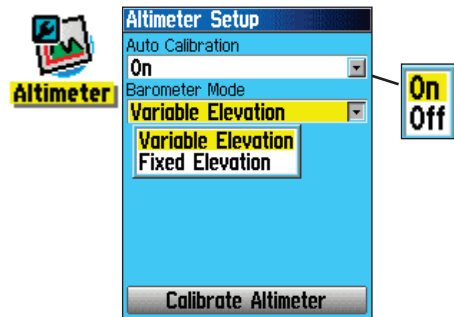 Altimeter
Altimeter Setup
Auto Calibration
On
Barometer Mode
Variable Elevation
Variable Elevation
Fixed Elevation
Calibrate Altimeter
On
Off